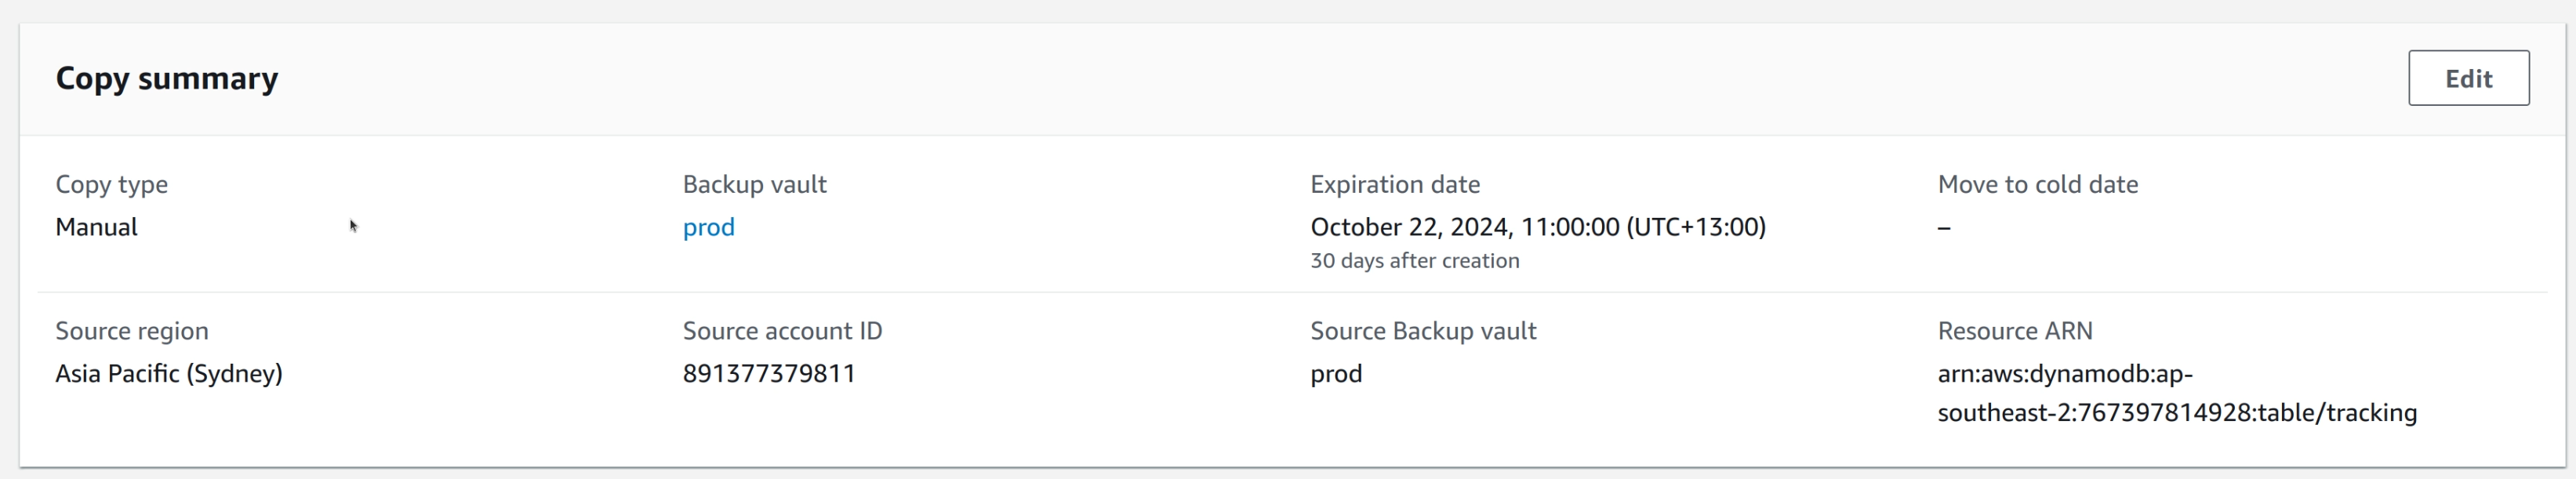 Copy summary
Edit
Copy type
Manual
Backup vault
prod
Expiration date
October 22, 2024, 11:00:00 (UTC+13:00)
30 days after creation
Move to cold date
–
Source region
Asia Pacific (Sydney)
Source account ID
891377379811
Source Backup vault
prod
Resource ARN
arn:aws:dynamodb:ap-
southeast-2:767397814928:table/tracking